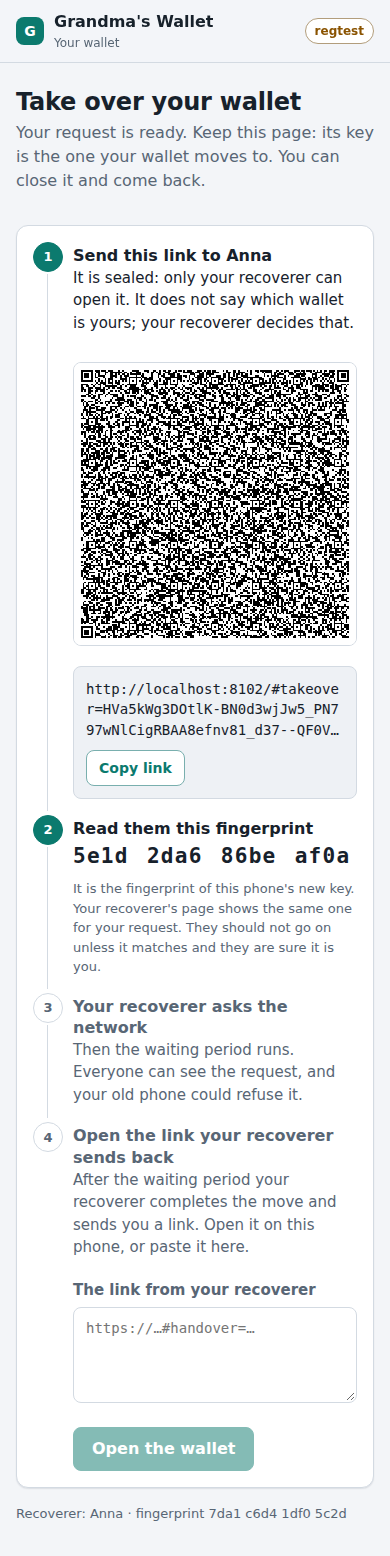 G
Grandma's Wallet
Your wallet
regtest
Take over your wallet
Your request is ready. Keep this page: its key
is the one your wallet moves to. You can
close it and come back.
1
Send this link to Anna
It is sealed: only your recoverer can
open it. It does not say which wallet
is yours; your recoverer decides that.
http://localhost:8102/#takeove
r=HVa5kWg3DOtlK-BN0d3wjJw5_PN7
97wNlCigRBAA8efnv81_d37--QF0V…
Copy link
2
Read them this fingerprint
5e1d 2da6 86be af0a
It is the fingerprint of this phone's new key.
Your recoverer's page shows the same one
for your request. They should not go on
unless it matches and they are sure it is
you.
3
Your recoverer asks the
network
Then the waiting period runs.
Everyone can see the request, and
your old phone could refuse it.
4
Open the link your recoverer
sends back
After the waiting period your
recoverer completes the move and
sends you a link. Open it on this
phone, or paste it here.
The link from your recoverer
https://…#handover=…
Open the wallet
Recoverer: Anna · fingerprint 7da1 c6d4 1df0 5c2d